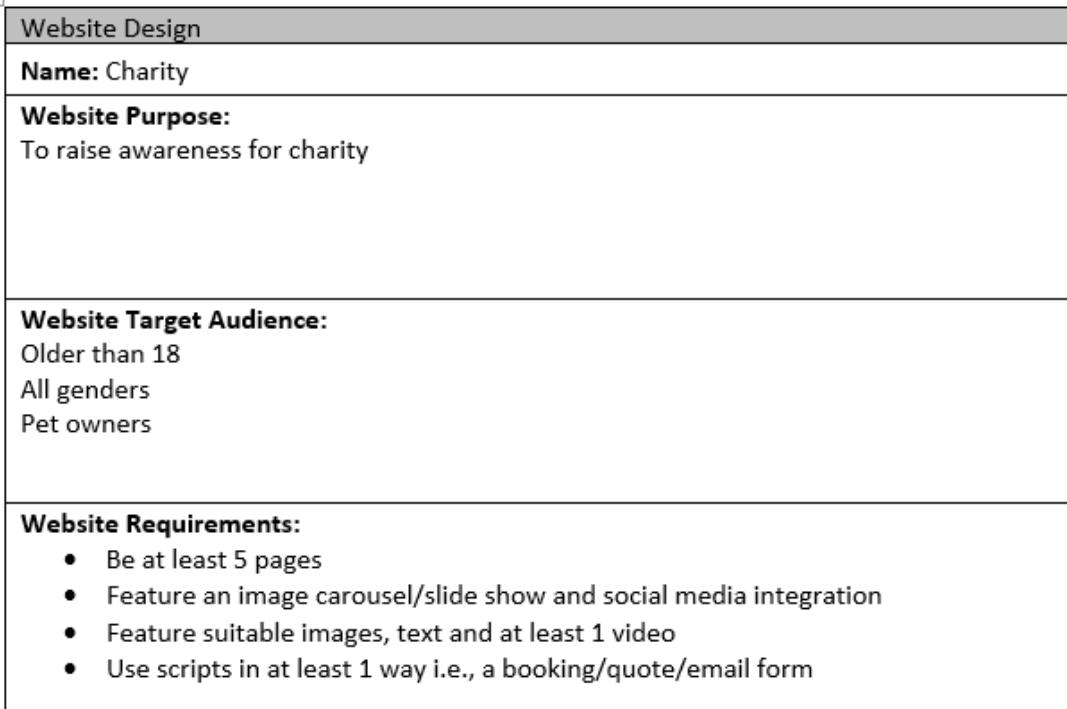 Website Design
Name: Charity
Website Purpose:
To raise awareness for charity
Website Target Audience:
Older than 18
All genders
Pet owners
Website Requirements:
• Be at least 5 pages
• Feature an image carousel/slide show and social media integration
• Feature suitable images, text and at least 1 video
• Use scripts in at least 1 way i.e., a booking/quote/email form